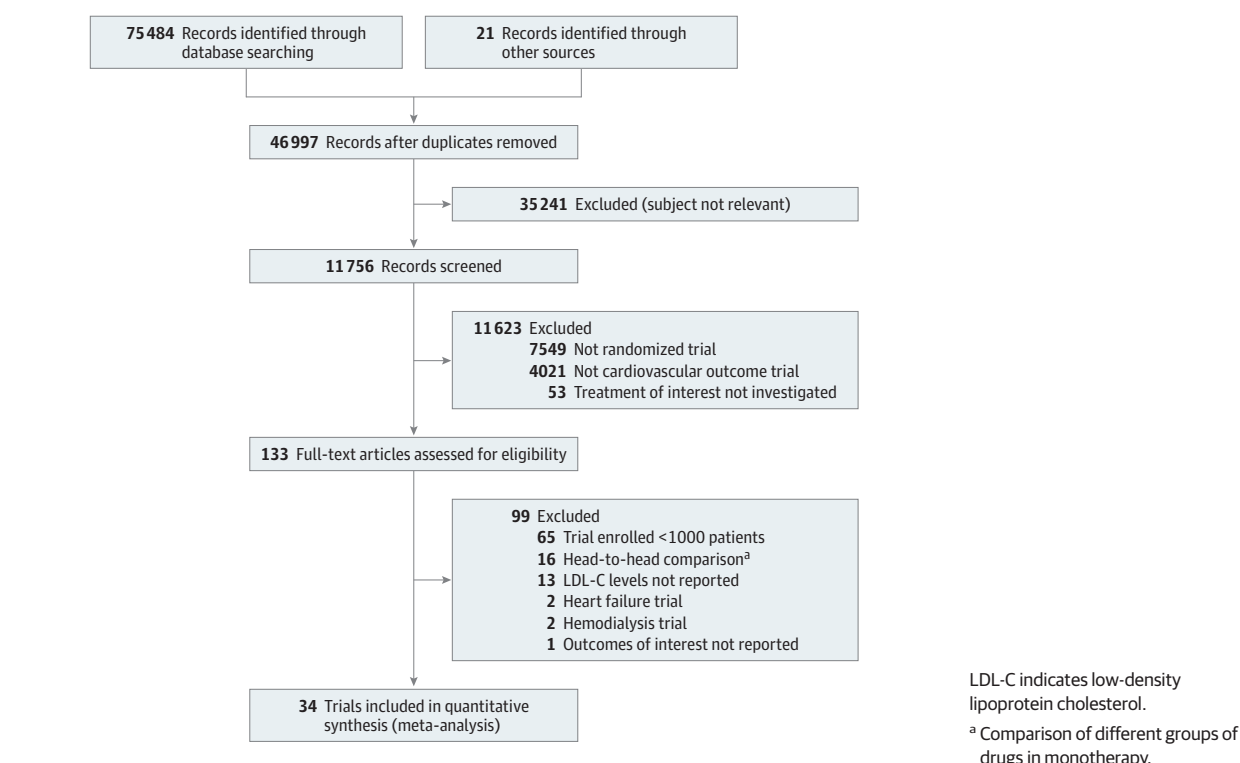 75484 Records identified through
database searching
21 Records identified through
other sources
46997 Records after duplicates removed
35241 Excluded (subject not relevant)
11756 Records screened
11623 Excluded
7549 Not randomized trial
4021 Not cardiovascular outcome trial
53 Treatment of interest not investigated
133 Full-text articles assessed for eligibility
99 Excluded
65 Trial enrolled <1000 patients
16 Head-to-head comparisonᵃ
13 LDL-C levels not reported
2 Heart failure trial
2 Hemodialysis trial
1 Outcomes of interest not reported
34 Trials included in quantitative
synthesis (meta-analysis)
LDL-C indicates low-density
lipoprotein cholesterol.
ᵃ Comparison of different groups of
drugs in monotherapy.